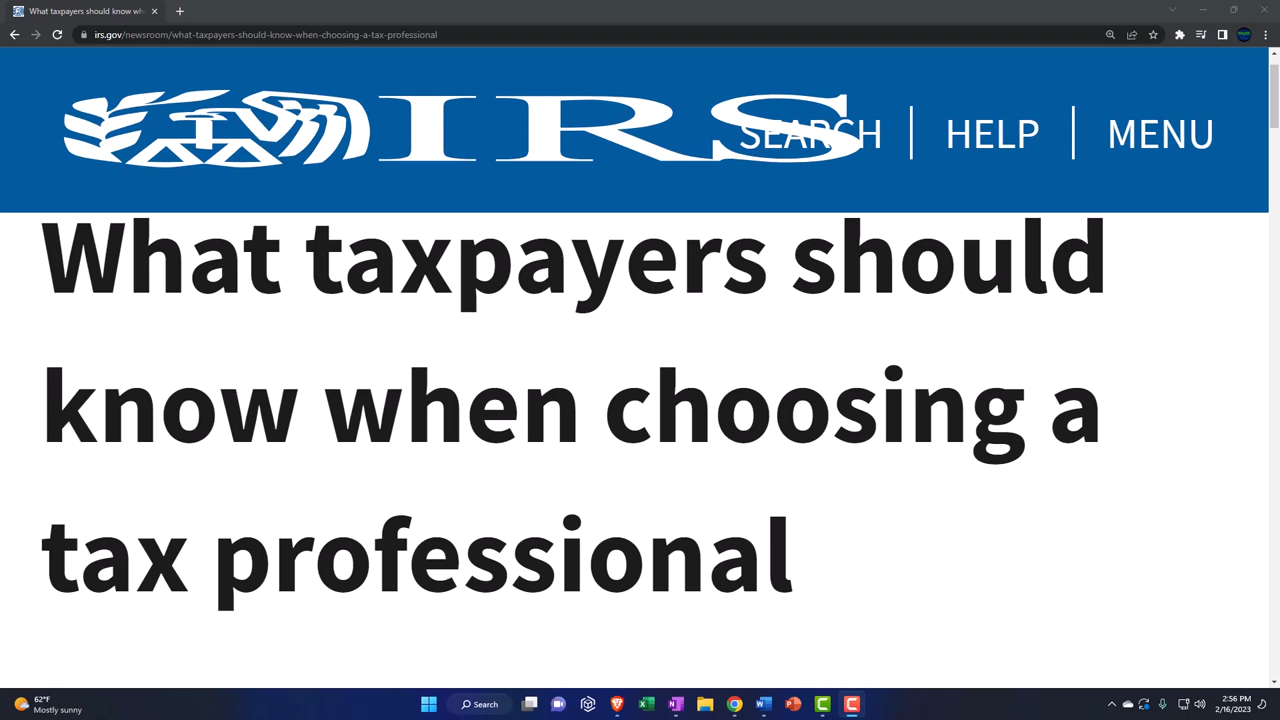 What taxpayers should know wh
irs.gov/newsroom/what-taxpayers-should-know-when-choosing-a-tax-professional
IRS
SEARCH
HELP
MENU
What taxpayers should
know when choosing a
tax professional
62°F
Mostly sunny
Search
2:56 PM
2/16/2023